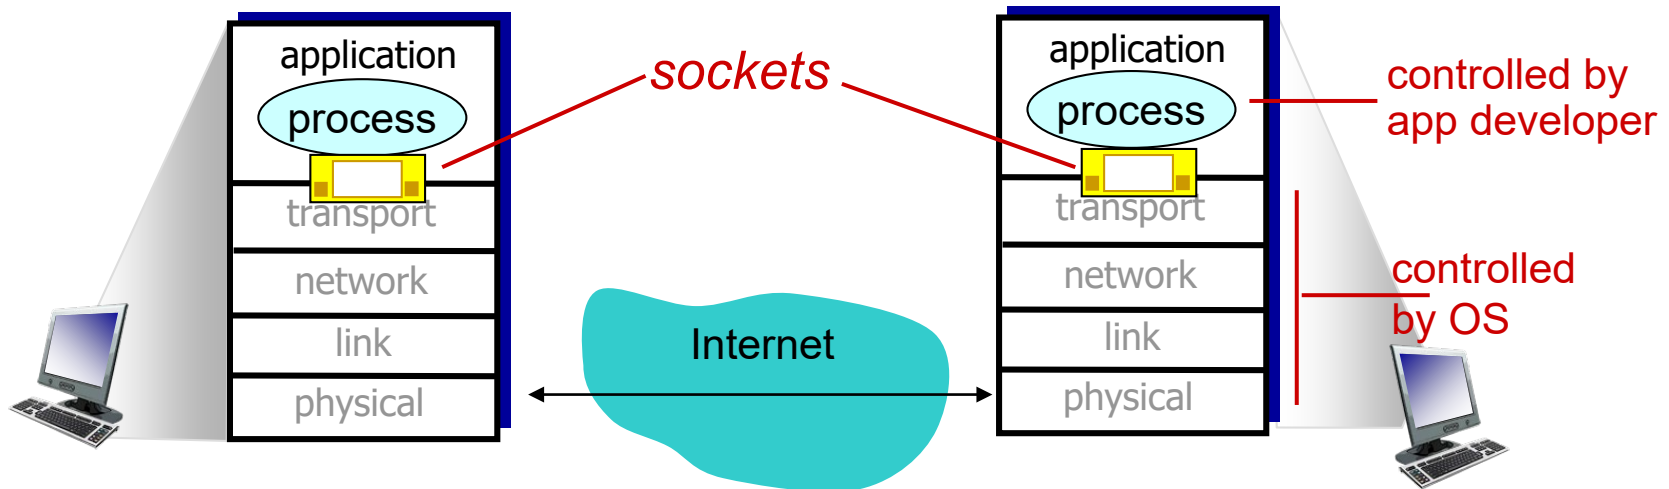 application
process
transport
network
link
physical
sockets
Internet
application
process
transport
network
link
physical
controlled by
app developer
controlled
by OS